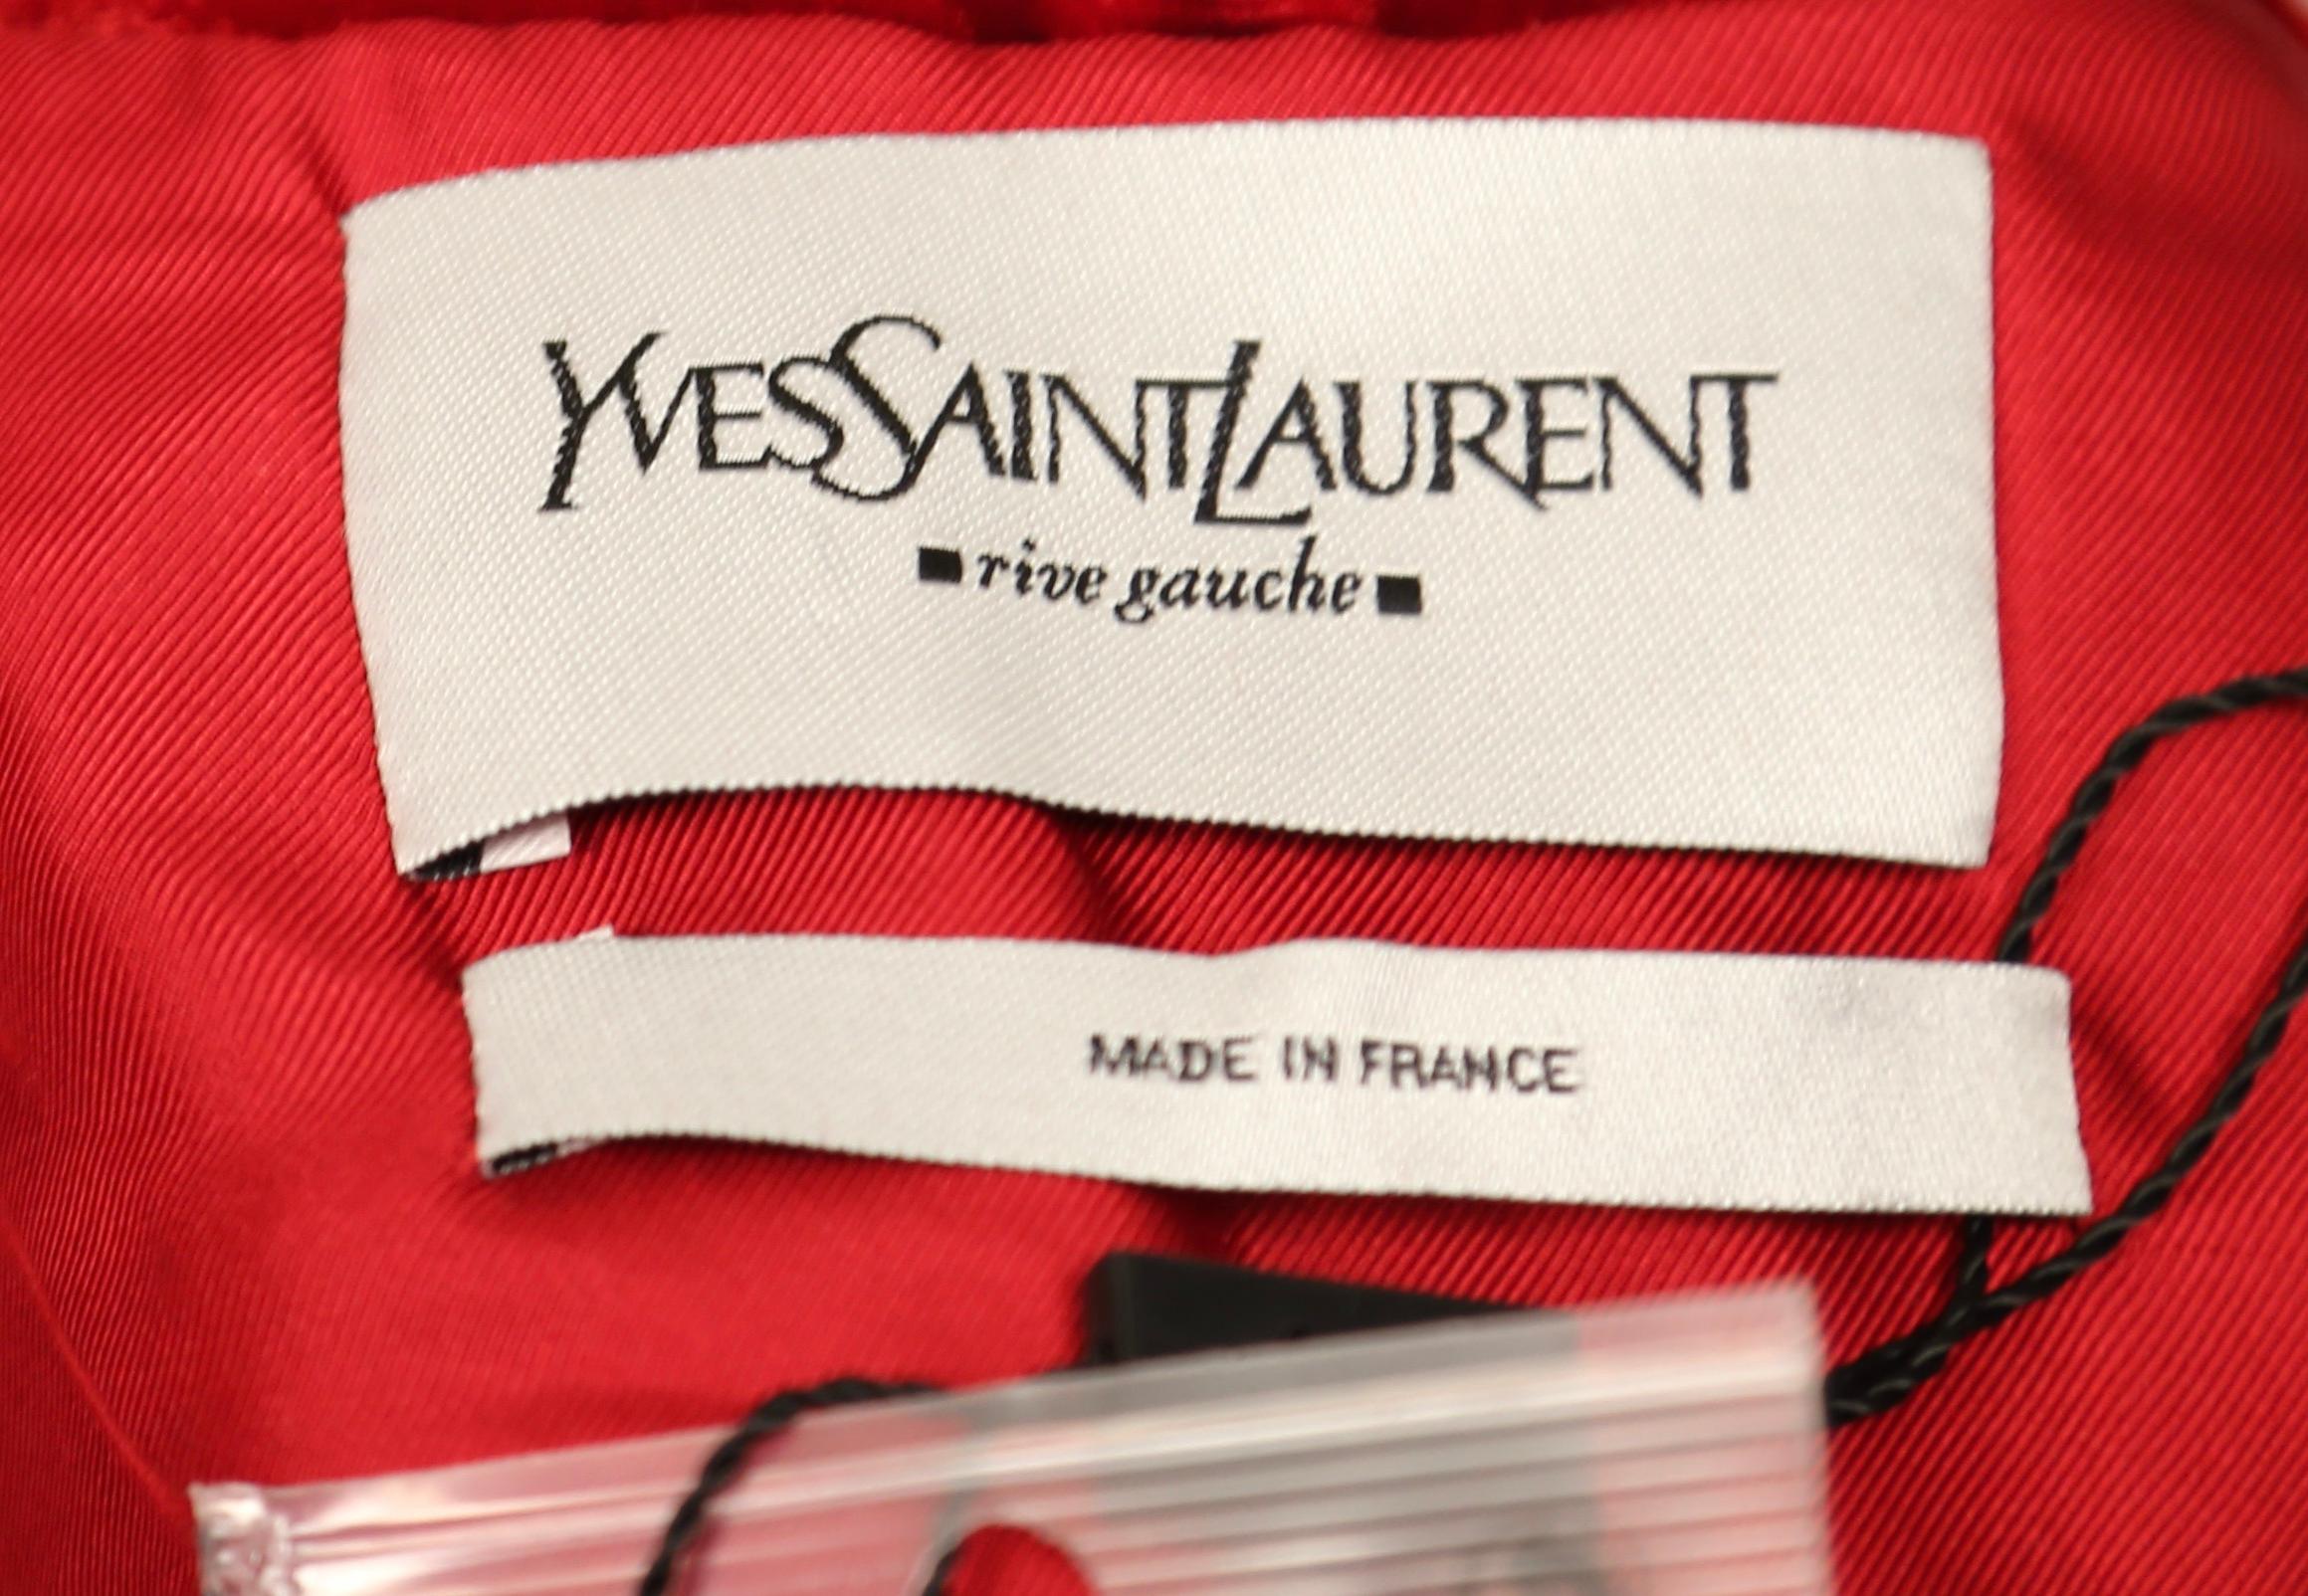 YVESSAINTLAURENT
▪rive gauche▪
MADE IN FRANCE